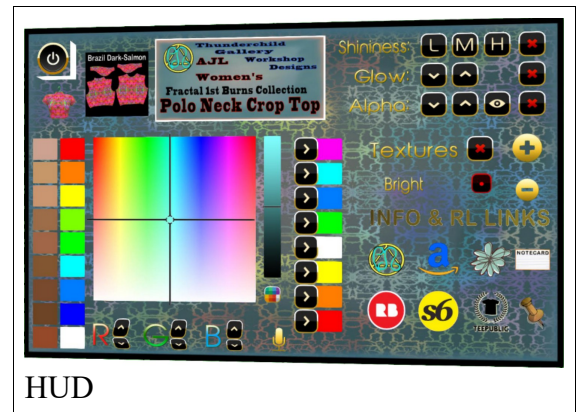 Brazil Dark-Salmon
Thunderchild
Gallery
AJL Workshop
Designs
Women's
Fractal 1st Burns Collection
Polo Neck Crop Top
Shininess: L M H
Glow:
Alpha:
Textures
Bright
INFO & RL LINKS
a
NOTECARD
RB
s6
TEEPUBLIC
R G B
HUD